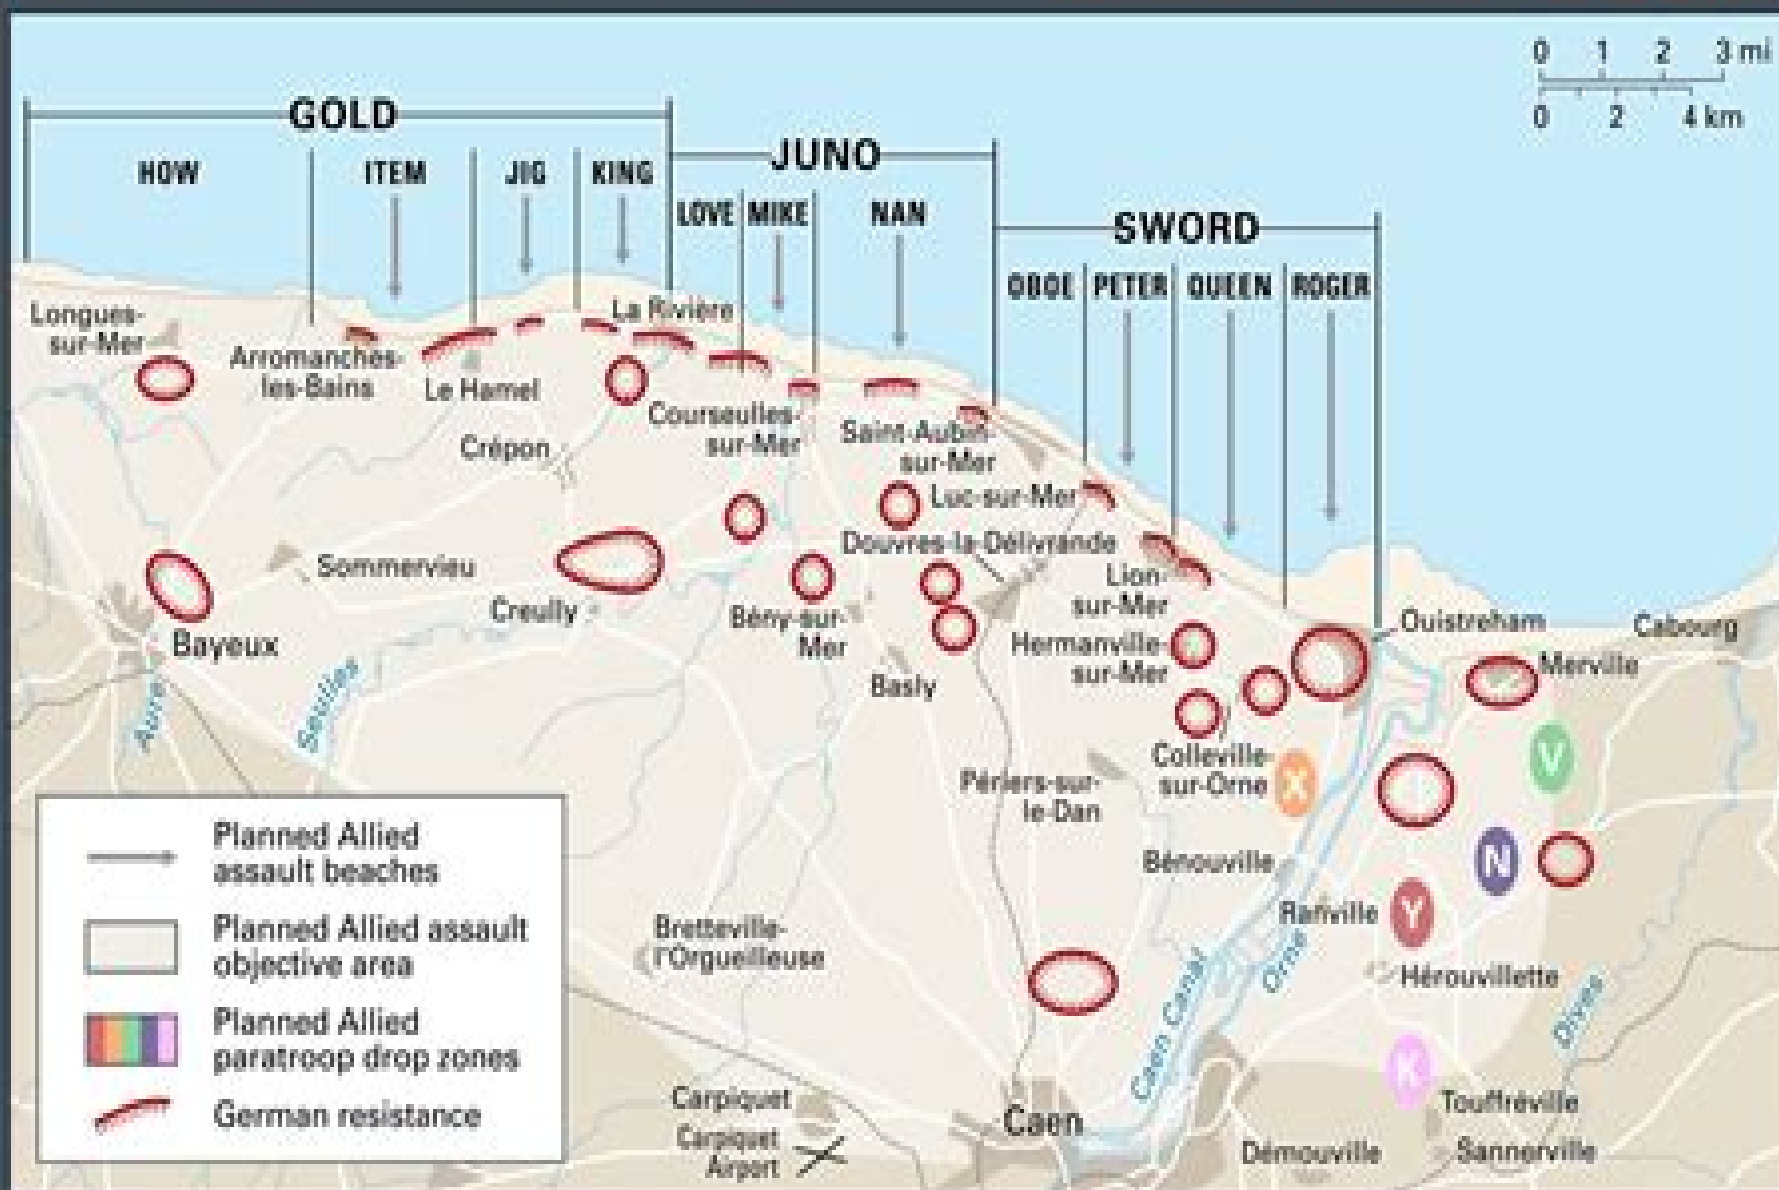 0 1 2 3 mi
0 2 4 km
GOLD
HOW
ITEM
JIG
KING
JUNO
LOVE
MIKE
NAN
SWORD
OBOE
PETER
QUEEN
ROGER
Longues-
sur-Mer
Arromanches-
les-Bains
Le Hamel
La Rivière
Crépon
Courseulles-
sur-Mer
Saint-Aubin-
sur-Mer
Luc-sur-Mer
Douvres-la-Délivrande
Lion-
sur-Mer
Sommervieu
Creully
Bény-sur-
Mer
Bayeux
Basly
Hermanville-
sur-Mer
Ouistreham
Cabourg
Merville
Aure
Seulles
Colleville-
sur-Orne
X
V
Périers-sur-
le-Dan
Bénouville
N
Ranville
Y
Bretteville-
l'Orgueilleuse
Hérouvillette
Caen Canal
Orne
Dives
K
Touffréville
Carpiquet
Carpiquet
Airport
Caen
Démouville
Sannerville
Planned Allied
assault beaches
Planned Allied assault
objective area
Planned Allied
paratroop drop zones
German resistance